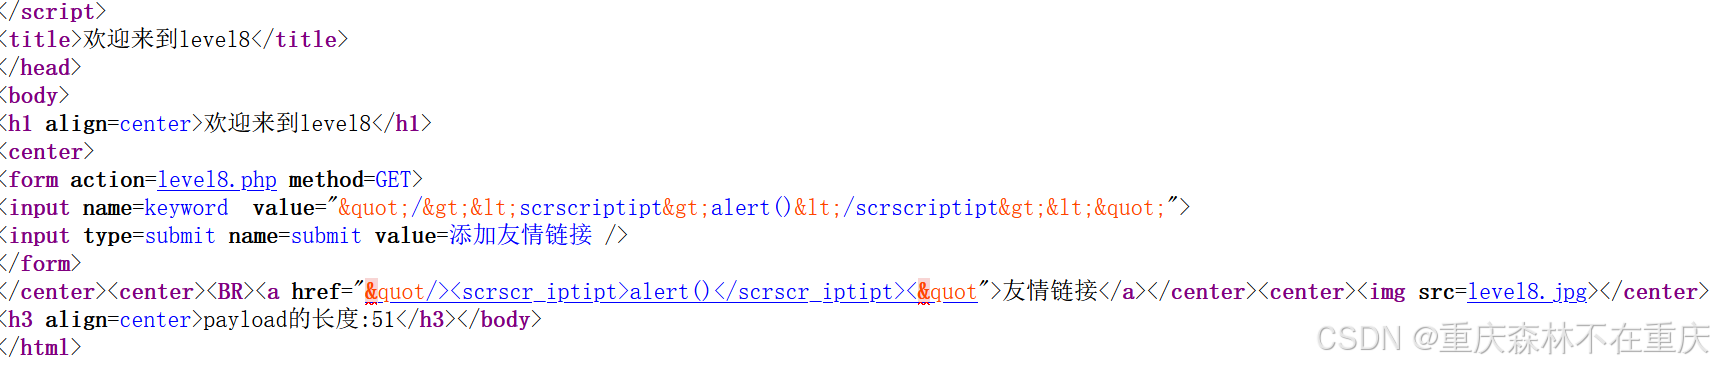 </script>
<title>欢迎来到level8</title>
</head>
<body>
<h1 align=center>欢迎来到level8</h1>
<center>
<form action=level8.php method=GET>
<input name=keyword  value="&quot;/&gt;&lt;scrscriptipt&gt;alert()&lt;/scrscriptipt&gt;&lt;&quot;">
<input type=submit name=submit value=添加友情链接 />
</form>
</center><center><BR><a href="&quot/><scrscr_iptipt>alert()</scrscr_iptipt><&quot">友情链接</a></center><center><img src=level8.jpg></center>
<h3 align=center>payload的长度:51</h3></body>
</html>
CSDN @重庆森林不在重庆